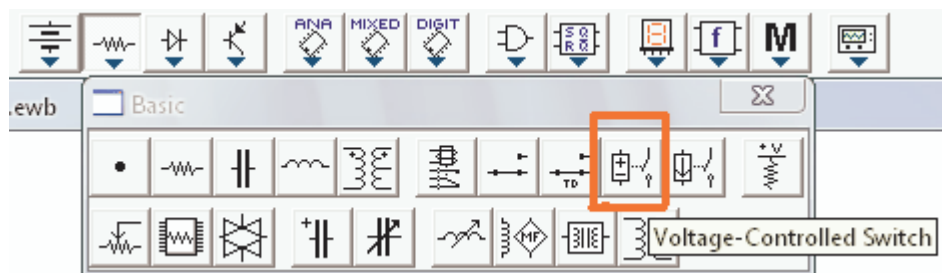 ANA MIXED DIGIT
S Q
R Q
f M
.ewb Basic
TD
+V
MF
Voltage-Controlled Switch